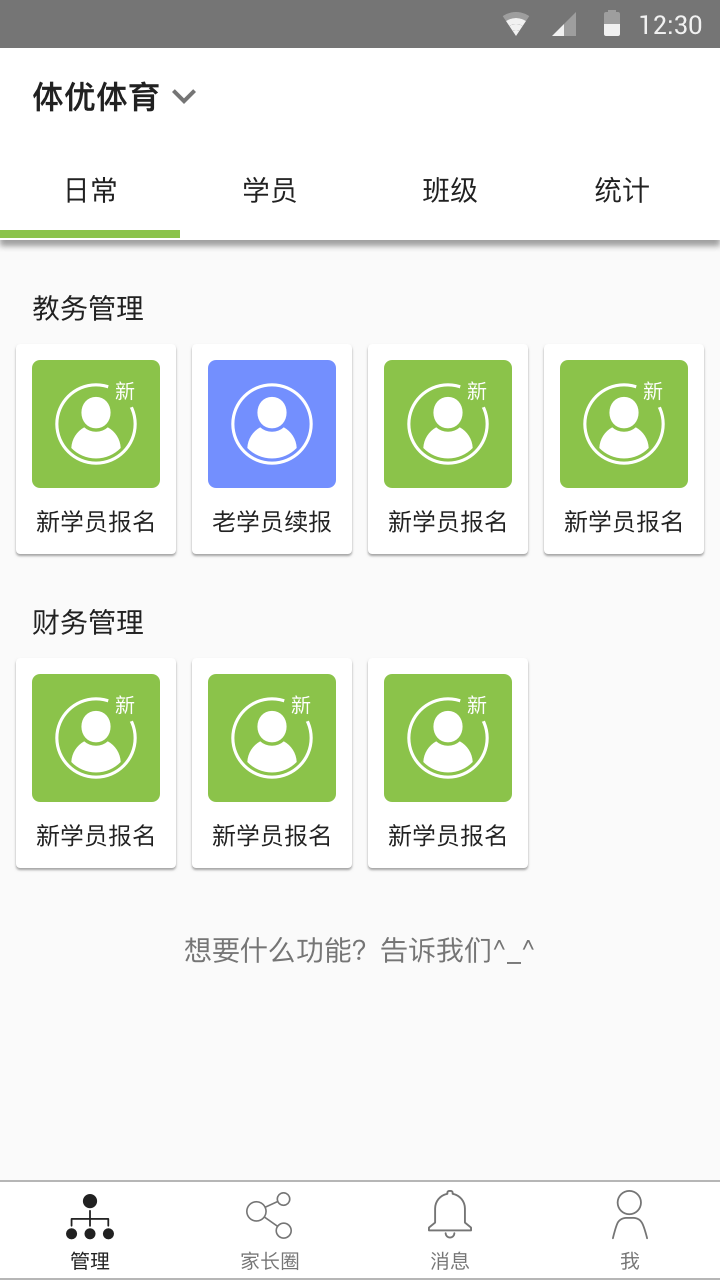 12:30
体优体育
日常 学员 班级 统计
教务管理
新 新 新
新学员报名 老学员续报 新学员报名 新学员报名
财务管理
新 新 新
新学员报名 新学员报名 新学员报名
想要什么功能？告诉我们^_^
管理 家长圈 消息 我